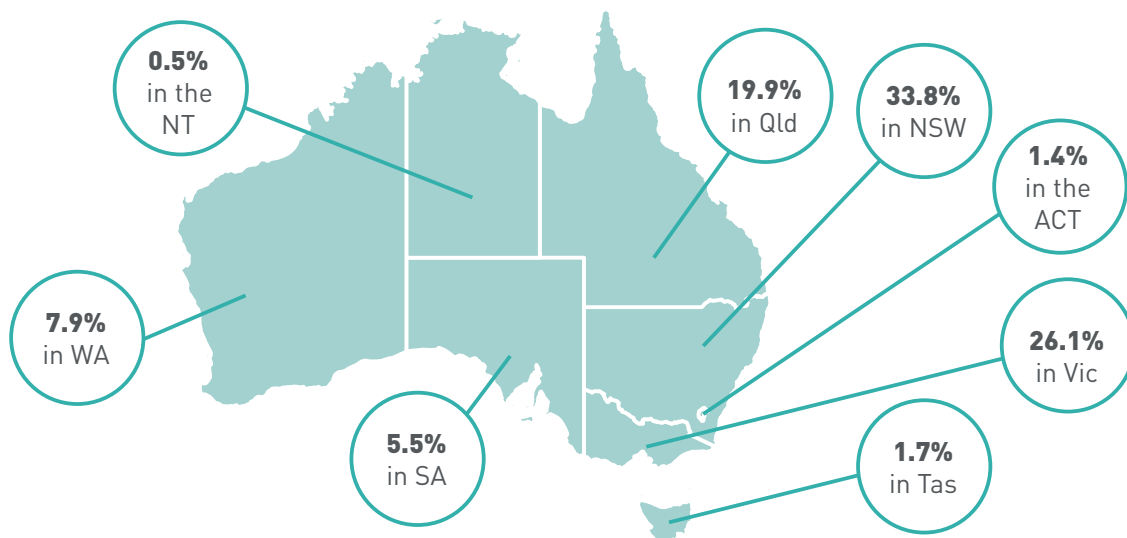 0.5%
in the
NT
19.9%
in Qld
33.8%
in NSW
1.4%
in the
ACT
7.9%
in WA
26.1%
in Vic
5.5%
in SA
1.7%
in Tas